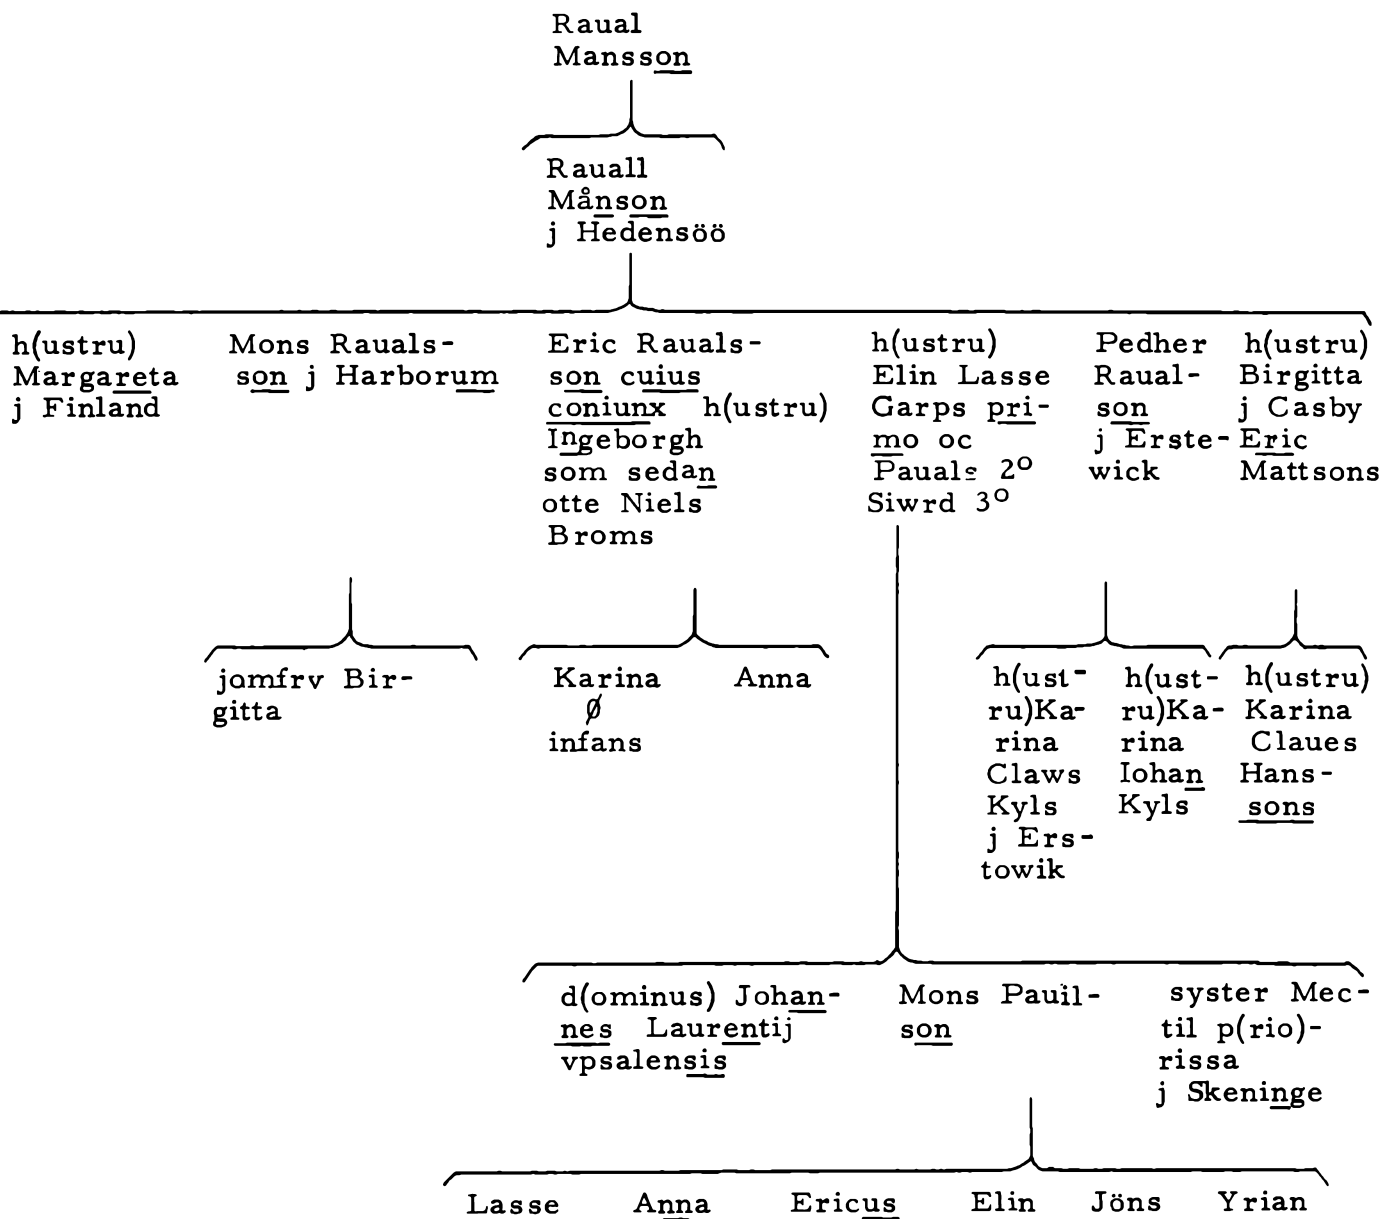 Raual
Mansson
Rauall
Månson
j Hedensöö
h(ustru)
Margareta
j Finland
Mons Rauals-
son j Harborum
Eric Rauals-
son cuius
coniunx h(ustru)
Ingeborgh
som sedan
otte Niels
Broms
h(ustru)
Elin Lasse
Garps pri-
mo oc
Pauals 2°
Siwrd 3°
Pedher
Raual-
son
j Erste-
wick
h(ustru)
Birgitta
j Casby
Eric
Mattsons
jomfrv Bir-
gitta
Karina
ø
infans
Anna
h(ust-
ru)Ka-
rina
Claws
Kyls
j Ers-
towik
h(ust-
ru)Ka-
rina
Iohan
Kyls
h(ustru)
Karina
Claues
Hans-
sons
d(ominus) Johan-
nes Laurentij
vpsalensis
Mons Pauil-
son
syster Mec-
til p(rio)-
rissa
j Skeninge
Lasse Anna Ericus Elin Jöns Yrian